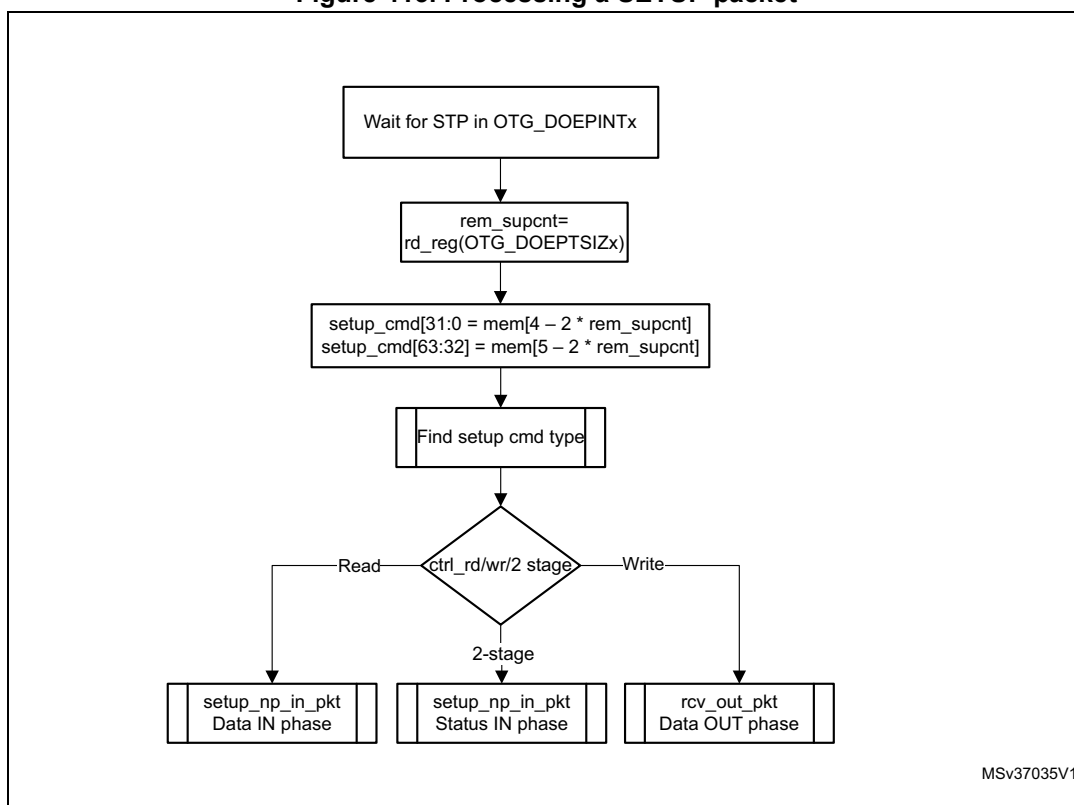 Wait for STP in OTG_DOEPINTx
rem_supcnt=
rd_reg(OTG_DOEPTSIZx)
setup_cmd[31:0 = mem[4 – 2 * rem_supcnt]
setup_cmd[63:32] = mem[5 – 2 * rem_supcnt]
Find setup cmd type
ctrl_rd/wr/2 stage
Read
Write
2-stage
setup_np_in_pkt
Data IN phase
setup_np_in_pkt
Status IN phase
rcv_out_pkt
Data OUT phase
MSv37035V1